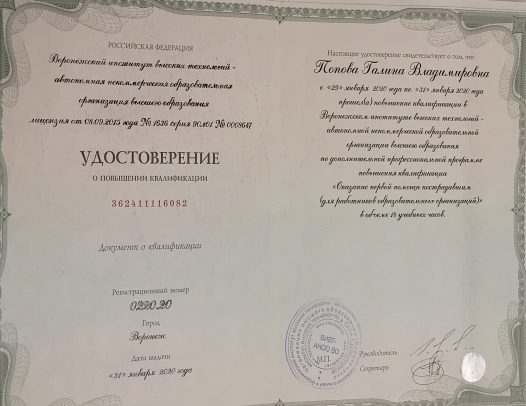 РОССИЙСКАЯ ФЕДЕРАЦИЯ
Воронежский институт высоких технологий -
автономная некоммерческая образовательная
организация высшего образования
лицензия от 08.09.2015 года № 1636 серия 90Л01 № 0008647
УДОСТОВЕРЕНИЕ
О ПОВЫШЕНИИ КВАЛИФИКАЦИИ
362411116082
Документ о квалификации
Регистрационный номер
0220.20
Город
Воронеж
Дата выдачи
«31» января 2020 года
Настоящее удостоверение свидетельствует о том, что
Попова Галина Владимировна
с «29» января 2020 года по «31» января 2020 года
прошел(а) повышение квалификации в
Воронежском институте высоких технологий -
автономной некоммерческой образовательной
организации высшего образования
по дополнительной профессиональной программе
повышения квалификации
«Оказание первой помощи пострадавшим
(для работников образовательных организаций)»
в объеме 18 учебных часов.
ВИВТ-
АНОО ВО
М.П.
Руководитель
Секретарь